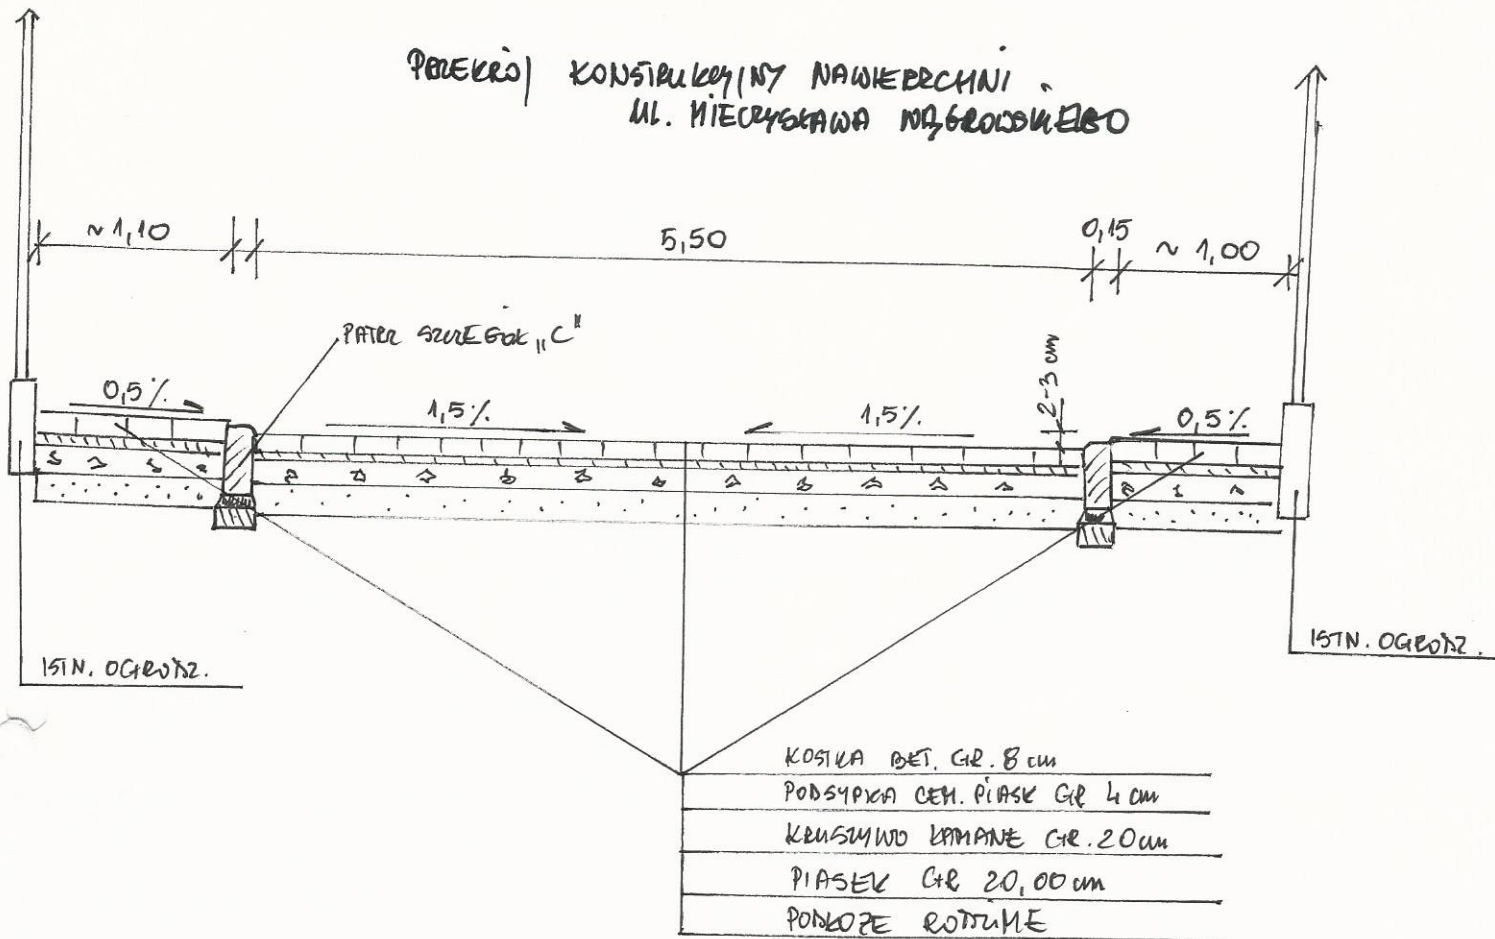 PRZEKRÓJ KONSTRUKCYJNY NAWIERZCHNI
UL. MIECZYSŁAWA WĄGROWSKIEGO
~1,10
5,50
0,15
~ 1,00
PATRZ SZCZEGÓŁ „C"
2-3 cm
0,5%
1,5%
1,5%
0,5%
ISTN. OGRODZ.
ISTN. OGRODZ.
KOSTKA BET. GR. 8 cm
PODSYPKA CEM. PIASK GR 4 cm
KRUSZYWO ŁAMANE GR. 20 cm
PIASEK GR 20,00 cm
PODŁOŻE RODZIME